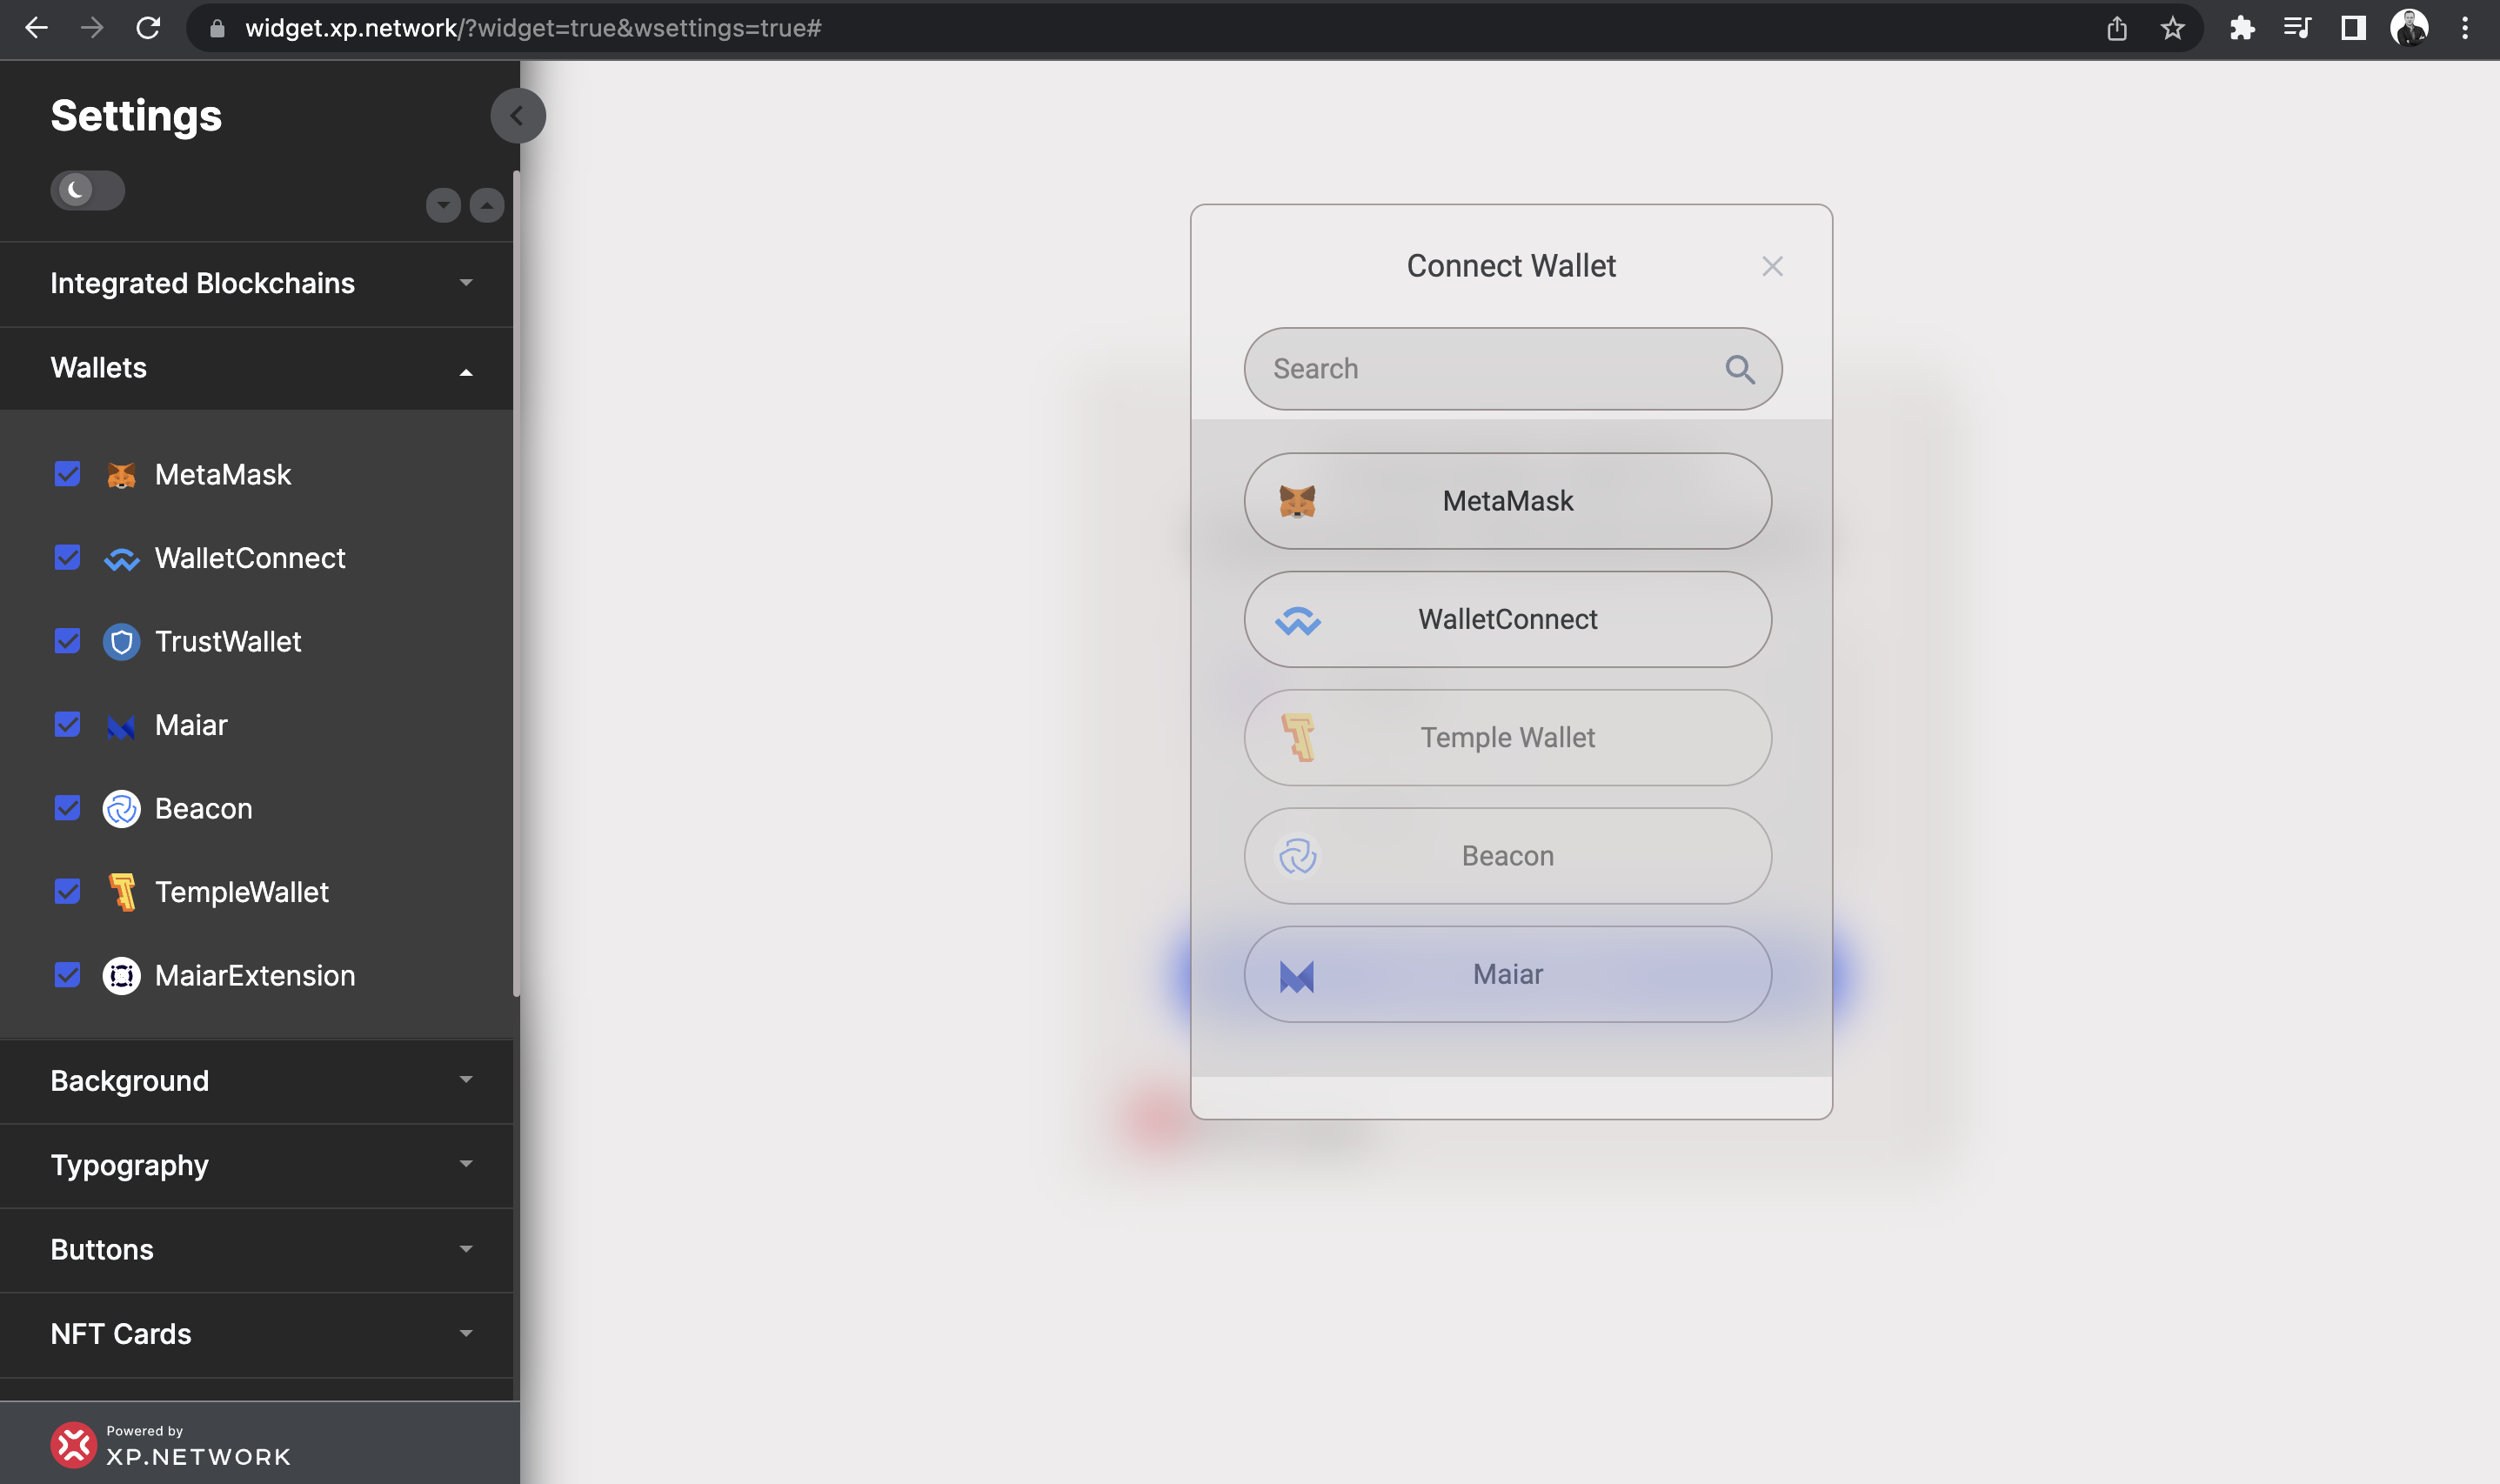 widget.xp.network/?widget=true&wsettings=true#
Settings
Integrated Blockchains
Wallets
MetaMask
WalletConnect
TrustWallet
Maiar
Beacon
TempleWallet
MaiarExtension
Background
Typography
Buttons
NFT Cards
Powered by
XP.NETWORK
Connect Wallet
Search
MetaMask
WalletConnect
Temple Wallet
Beacon
Maiar